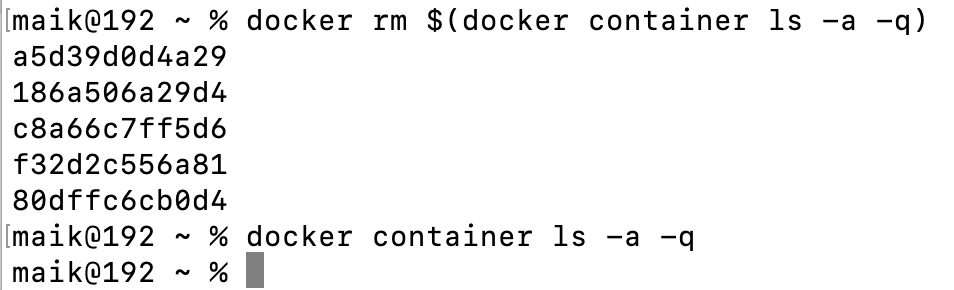 [maik@192 ~ % docker rm $(docker container ls -a -q)
a5d39d0d4a29
186a506a29d4
c8a66c7ff5d6
f32d2c556a81
80dffc6cb0d4
[maik@192 ~ % docker container ls -a -q
maik@192 ~ %